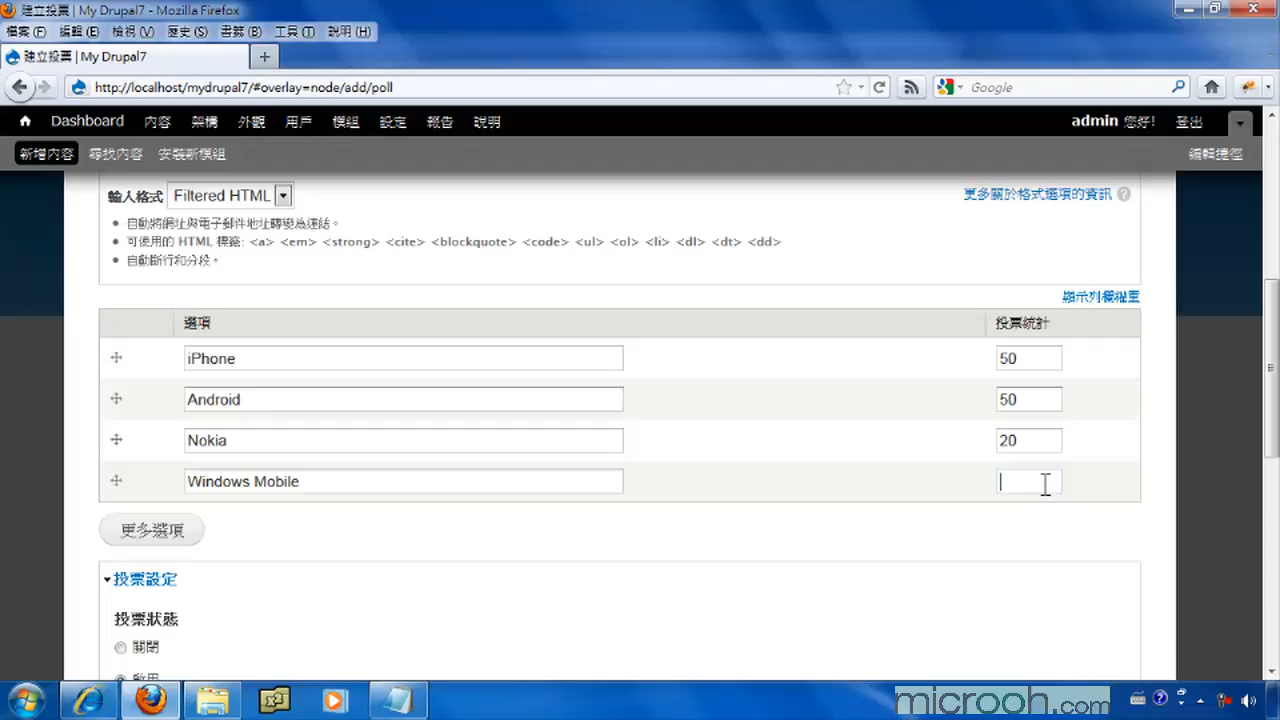 建立投票 | My Drupal7 - Mozilla Firefox
檔案(F) 編輯(E) 檢視(V) 歷史(S) 書籤(B) 工具(T) 說明(H)
建立投票 | My Drupal7
http://localhost/mydrupal7/#overlay=node/add/poll
Google
Dashboard 內容 架構 外觀 用戶 模組 設定 報告 說明
admin 您好! 登出
新增內容 尋找內容 安裝新模組
編輯捷徑
輸入格式 Filtered HTML
更多關於格式選項的資訊
自動將網址與電子郵件地址轉變為連結。
可使用的 HTML 標籤: <a> <em> <strong> <cite> <blockquote> <code> <ul> <ol> <li> <dl> <dt> <dd>
自動斷行和分段。
顯示列欄權重
選項 投票統計
iPhone 50
Android 50
Nokia 20
Windows Mobile
更多選項
投票設定
投票狀態
關閉
啟用
microoh.com